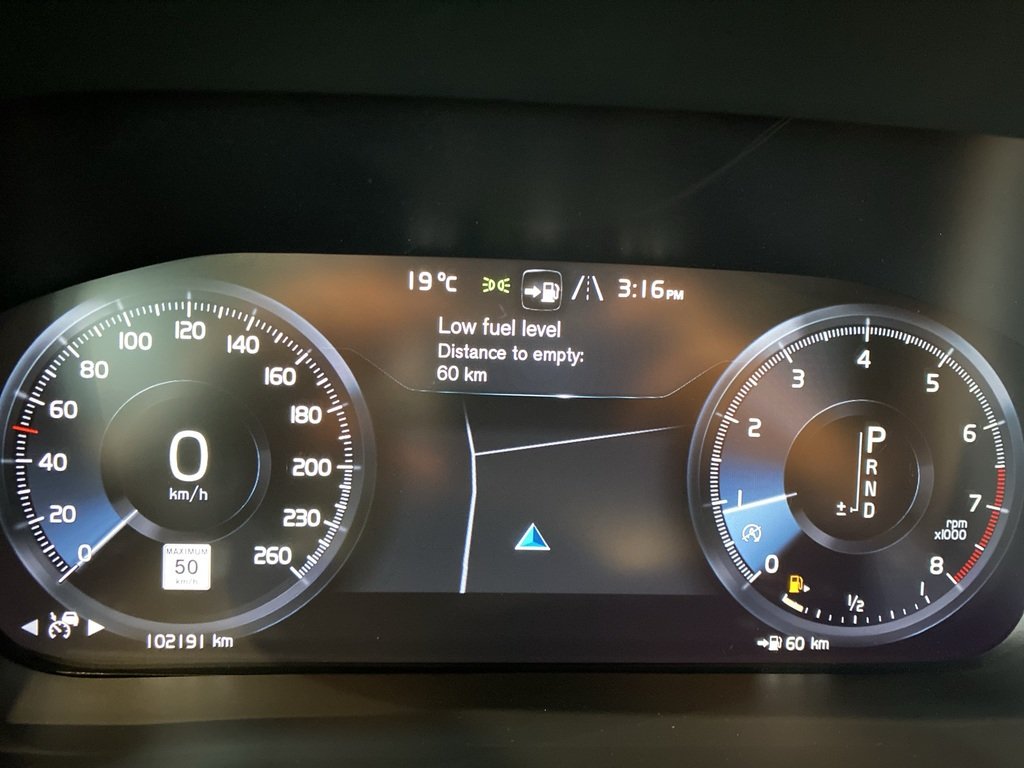 19°C 3:16PM
Low fuel level
Distance to empty:
60 km
0
20
40
60
80
100
120
140
160
180
200
230
260
0
km/h
MAXIMUM
50
km/h
102191 km
0
1
2
3
4
5
6
7
8
rpm
x1000
P
R
N
± D
1/2
1
60 km